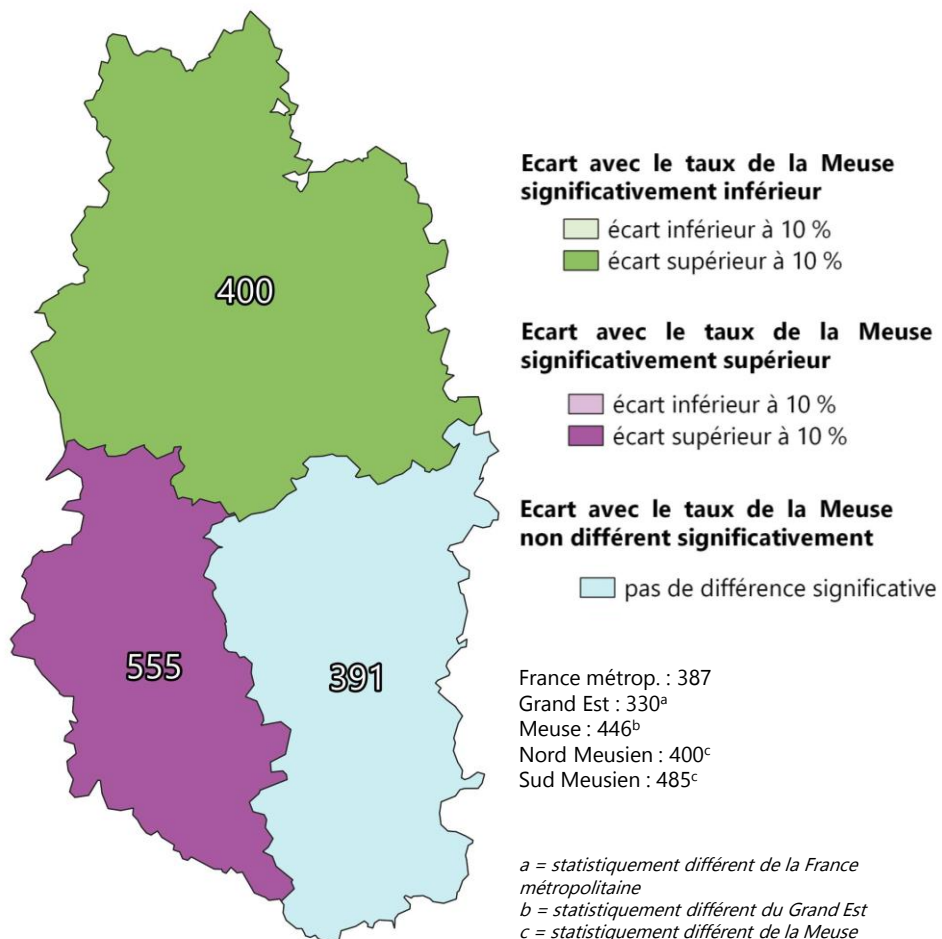 400
555
391
Ecart avec le taux de la Meuse
significativement inférieur
écart inférieur à 10 %
écart supérieur à 10 %
Ecart avec le taux de la Meuse
significativement supérieur
écart inférieur à 10 %
écart supérieur à 10 %
Ecart avec le taux de la Meuse
non différent significativement
pas de différence significative
France métrop. : 387
Grand Est : 330ᵃ
Meuse : 446ᵇ
Nord Meusien : 400ᶜ
Sud Meusien : 485ᶜ
a = statistiquement différent de la France
métropolitaine
b = statistiquement différent du Grand Est
c = statistiquement différent de la Meuse